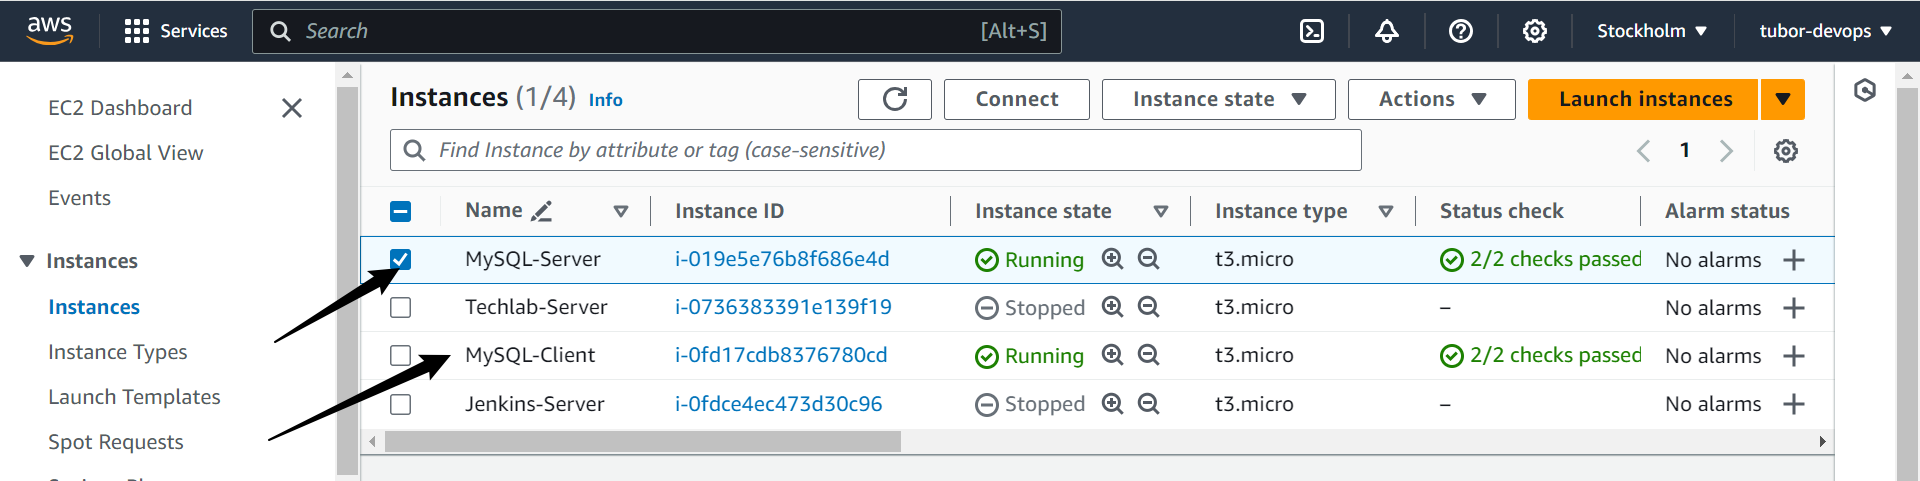 aws Services Search [Alt+S] Stockholm ▼ tubor-devops ▼
EC2 Dashboard
EC2 Global View
Events
Instances
Instances
Instance Types
Launch Templates
Spot Requests
Instances (1/4) Info Connect Instance state ▼ Actions ▼ Launch instances ▼
Find Instance by attribute or tag (case-sensitive) 1
Name Instance ID Instance state Instance type Status check Alarm status
MySQL-Server i-019e5e76b8f686e4d Running t3.micro 2/2 checks passed No alarms +
Techlab-Server i-0736383391e139f19 Stopped t3.micro – No alarms +
MySQL-Client i-0fd17cdb8376780cd Running t3.micro 2/2 checks passed No alarms +
Jenkins-Server i-0fdce4ec473d30c96 Stopped t3.micro – No alarms +